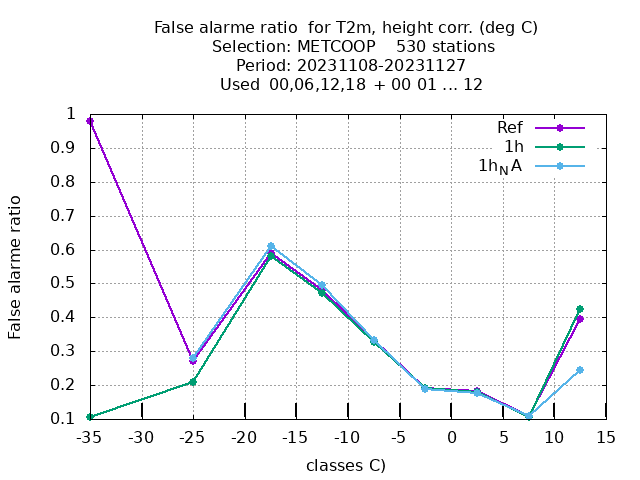 False alarme ratio  for T2m, height corr. (deg C)
Selection: METCOOP    530 stations
Period: 20231108-20231127
Used  00,06,12,18  + 00 01 ... 12
Ref
1h
1hNA
False alarme ratio
1
0.9
0.8
0.7
0.6
0.5
0.4
0.3
0.2
0.1
-35 -30 -25 -20 -15 -10 -5 0 5 10 15
classes C)